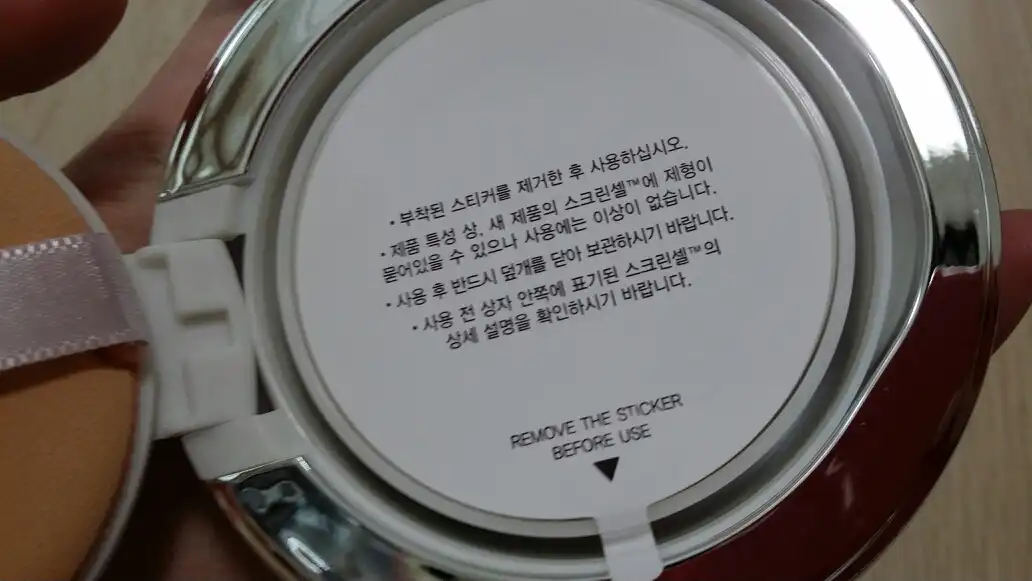 • 부착된 스티커를 제거한 후 사용하십시오.
• 제품 특성 상, 새 제품의 스크린셀™에 제형이
묻어있을 수 있으나 사용에는 이상이 없습니다.
• 사용 후 반드시 덮개를 닫아 보관하시기 바랍니다.
• 사용 전 상자 안쪽에 표기된 스크린셀™의
상세 설명을 확인하시기 바랍니다.
REMOVE THE STICKER
BEFORE USE